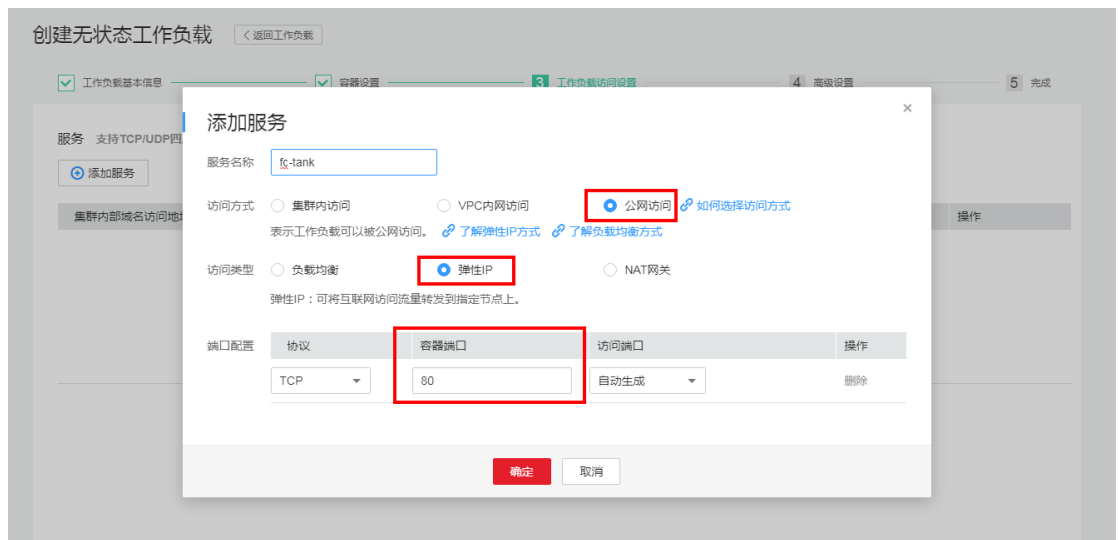 创建无状态工作负载 < 返回工作负载
工作负载基本信息 容器设置 3 工作负载访问设置 4 高级设置 5 完成
添加服务 ×
服务 支持TCP/UDP四
服务名称 fc-tank
添加服务
访问方式 集群内访问 VPC内网访问 公网访问 如何选择访问方式
集群内部域名访问地址 操作
表示工作负载可以被公网访问。 了解弹性IP方式 了解负载均衡方式
访问类型 负载均衡 弹性IP NAT网关
弹性IP：可将互联网访问流量转发到指定节点上。
端口配置 协议 容器端口 访问端口 操作
TCP 80 自动生成 删除
确定 取消